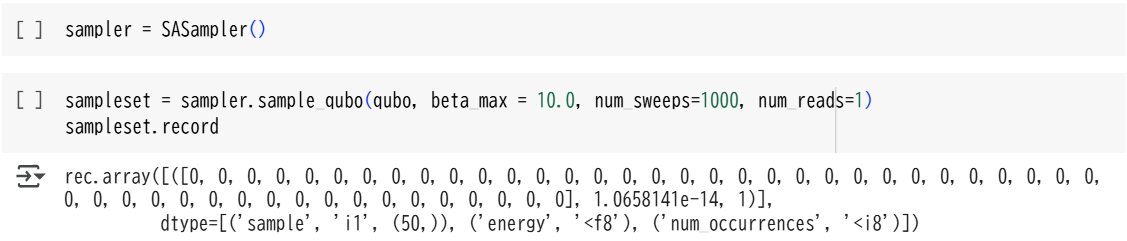 [ ] sampler = SASampler()
[ ] sampleset = sampler.sample_qubo(qubo, beta_max = 10.0, num_sweeps=1000, num_reads=1)
sampleset.record
rec.array([([0, 0, 0, 0, 0, 0, 0, 0, 0, 0, 0, 0, 0, 0, 0, 0, 0, 0, 0, 0, 0, 0, 0, 0, 0, 0, 0, 0, 0, 0, 0, 0,
0, 0, 0, 0, 0, 0, 0, 0, 0, 0, 0, 0, 0, 0, 0, 0, 0, 0], 1.0658141e-14, 1)],
dtype=[('sample', 'i1', (50,)), ('energy', '<f8'), ('num_occurrences', '<i8')])